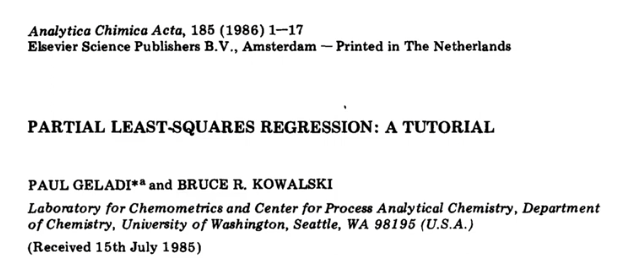 Analytica Chimica Acta, 185 (1986) 1—17
Elsevier Science Publishers B.V., Amsterdam — Printed in The Netherlands
PARTIAL LEAST-SQUARES REGRESSION: A TUTORIAL
PAUL GELADI*ᵃ and BRUCE R. KOWALSKI
Laboratory for Chemometrics and Center for Process Analytical Chemistry, Department
of Chemistry, University of Washington, Seattle, WA 98195 (U.S.A.)
(Received 15th July 1985)